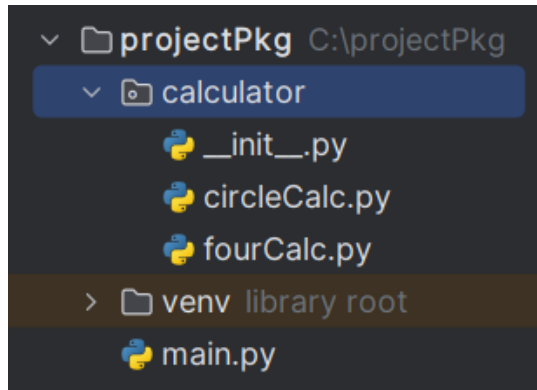 projectPkg C:\projectPkg
calculator
__init__.py
circleCalc.py
fourCalc.py
venv library root
main.py